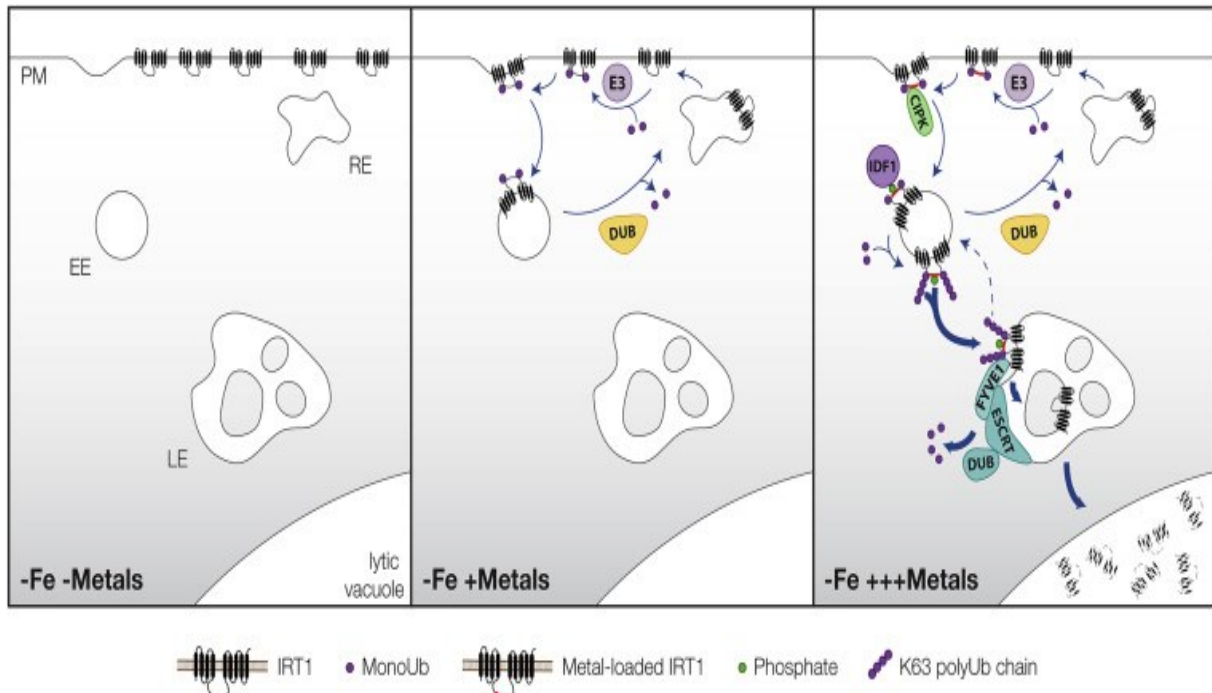 PM
RE
EE
LE
lytic
vacuole
-Fe -Metals
E3
DUB
-Fe +Metals
E3
CIPK
IDF1
DUB
FYVE1
ESCRT
DUB
-Fe +++Metals
IRT1 MonoUb Metal-loaded IRT1 Phosphate K63 polyUb chain